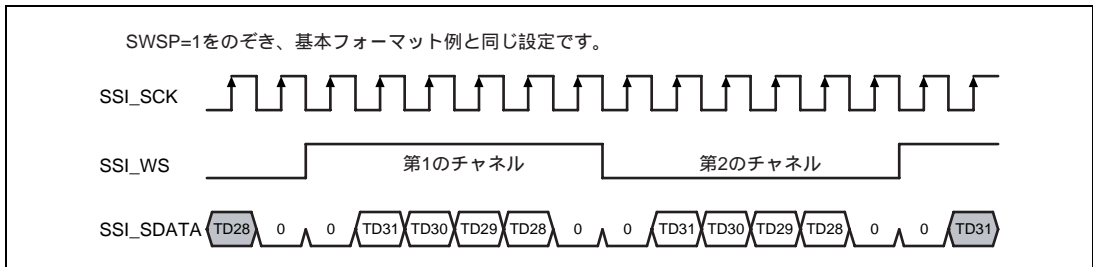 SWSP=1をのぞき、基本フォーマット例と同じ設定です。
SSI_SCK
SSI_WS 第1のチャネル 第2のチャネル
SSI_SDATA TD28 0 0 TD31 TD30 TD29 TD28 0 0 TD31 TD30 TD29 TD28 0 0 TD31